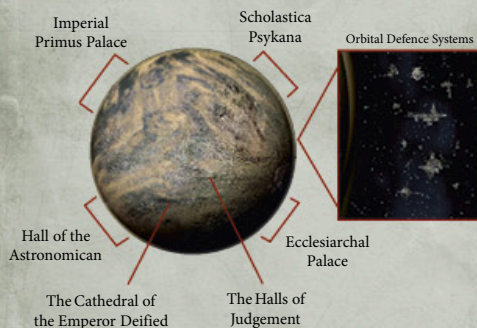 Imperial
Primus Palace
Scholastica
Psykana
Orbital Defence Systems
Hall of the
Astronomican
Ecclesiarchal
Palace
The Cathedral of
the Emperor Deified
The Halls of
Judgement